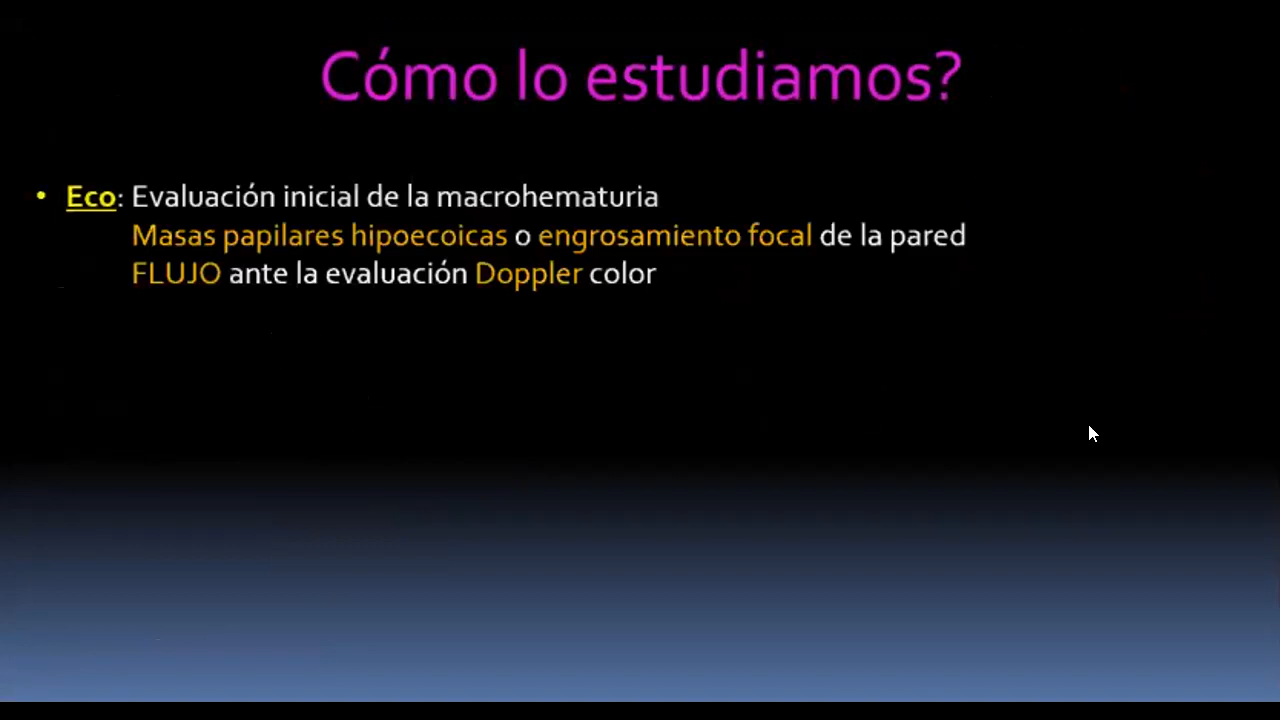 Cómo lo estudiamos?
• Eco: Evaluación inicial de la macrohematuria
Masas papilares hipoecoicas o engrosamiento focal de la pared
FLUJO ante la evaluación Doppler color